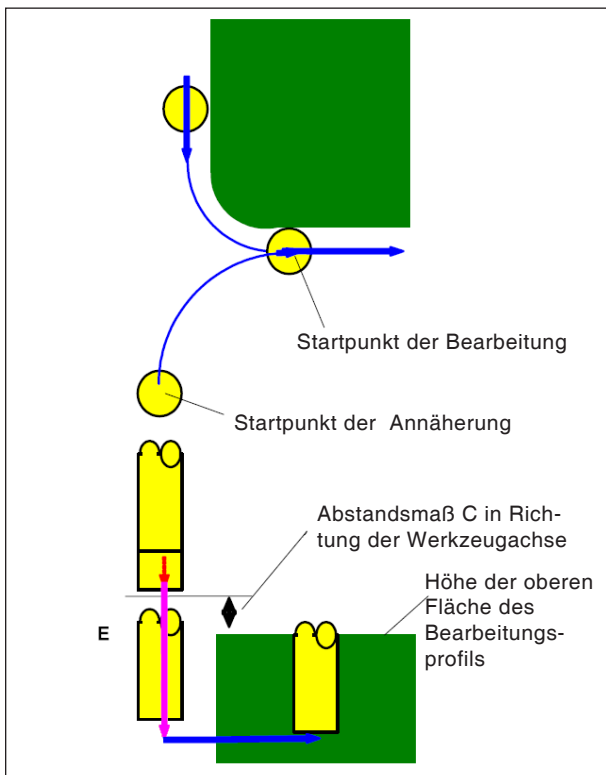 Startpunkt der Bearbeitung
Startpunkt der Annäherung
Abstandsmaß C in Rich-
tung der Werkzeugachse
Höhe der oberen
Fläche des
Bearbeitungs-
profils
E